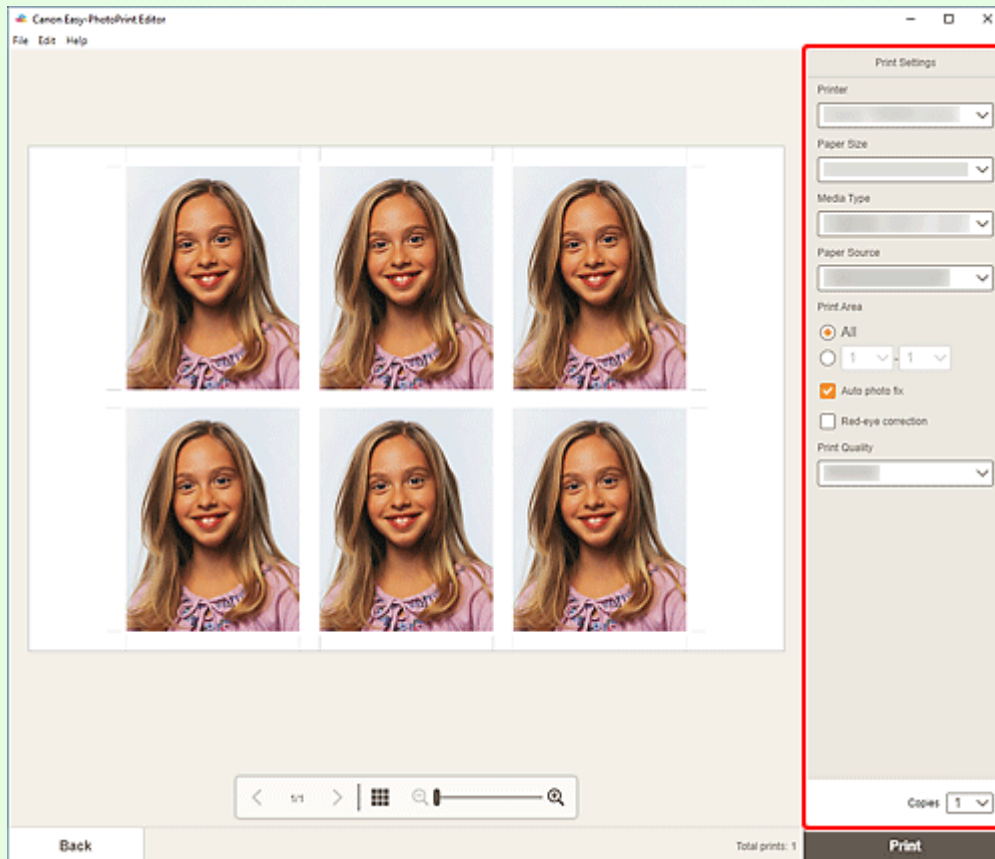 Canon Easy-PhotoPrint Editor
File Edit Help
Print Settings
Printer
Paper Size
Media Type
Paper Source
Print Area
All
1 - 1
Auto photo fix
Red-eye correction
Print Quality
1/1
Copies 1
Back
Total prints: 1
Print